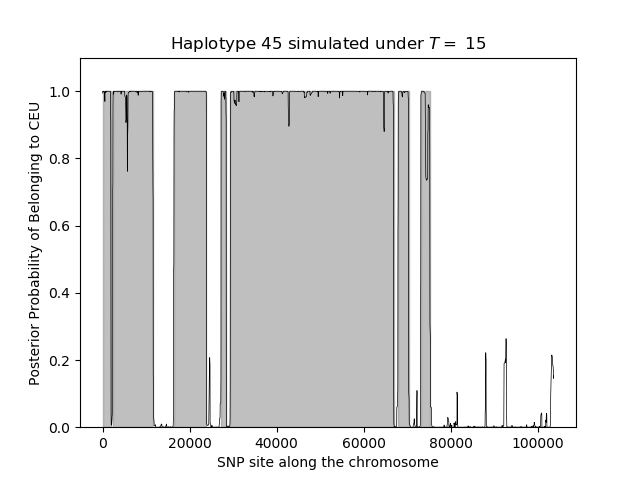 Haplotype 45 simulated under T = 15
Posterior Probability of Belonging to CEU
1.0
0.8
0.6
0.4
0.2
0.0
0 20000 40000 60000 80000 100000
SNP site along the chromosome